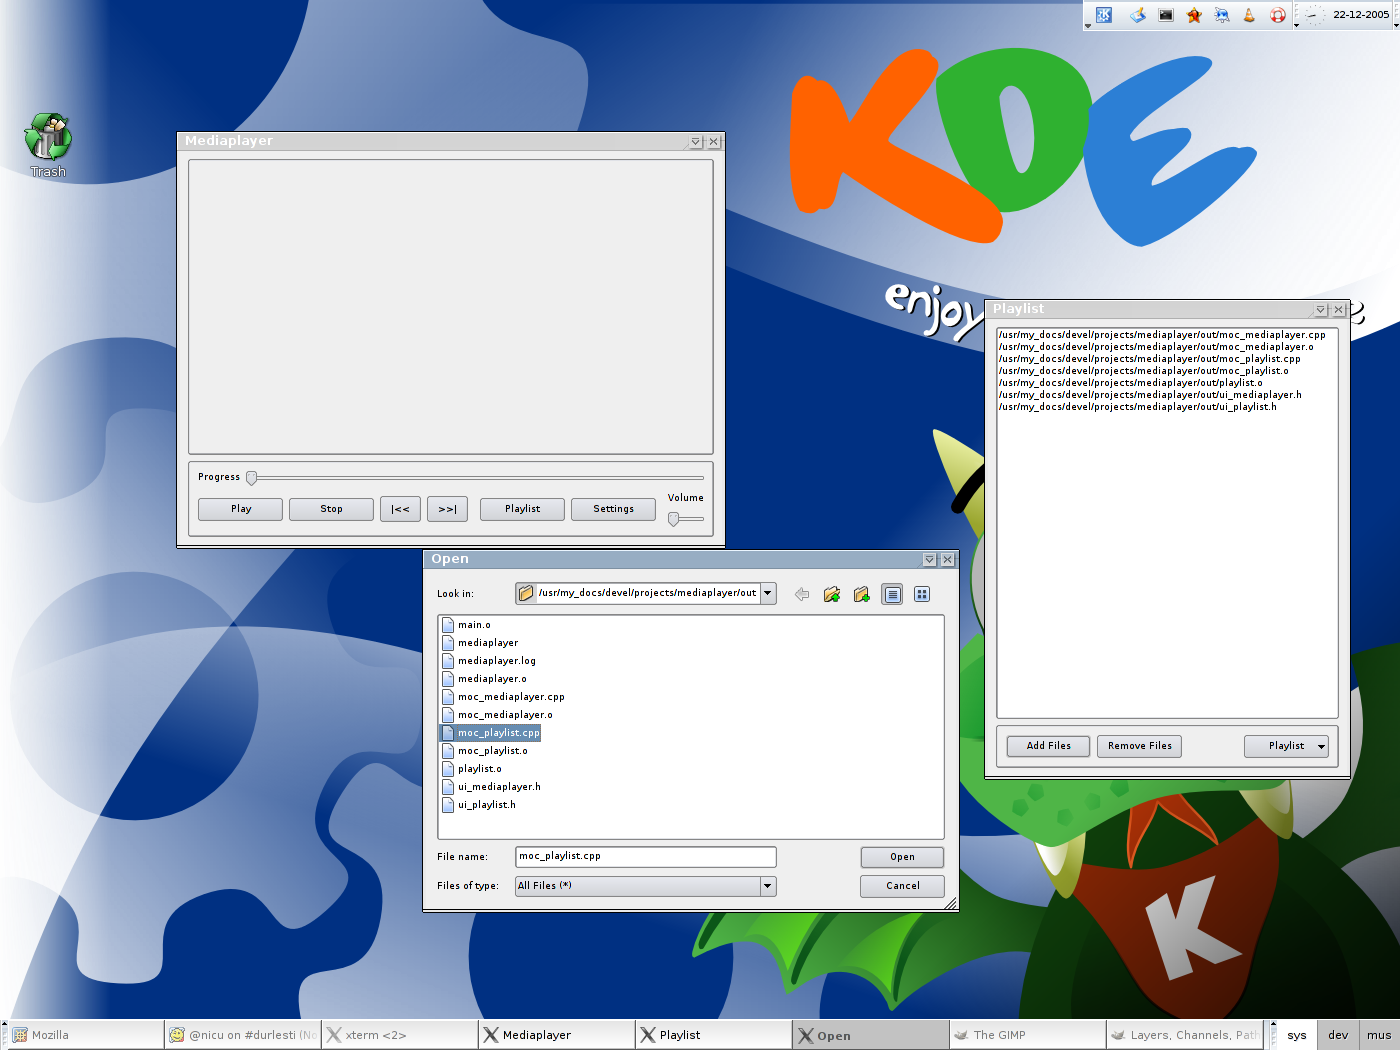 22-12-2005
KDE
Trash
enjoy
Mediaplayer
Progress
Play
Stop
|<<
>>|
Playlist
Settings
Volume
Playlist
/usr/my_docs/devel/projects/mediaplayer/out/moc_mediaplayer.cpp
/usr/my_docs/devel/projects/mediaplayer/out/moc_mediaplayer.o
/usr/my_docs/devel/projects/mediaplayer/out/moc_playlist.cpp
/usr/my_docs/devel/projects/mediaplayer/out/moc_playlist.o
/usr/my_docs/devel/projects/mediaplayer/out/playlist.o
/usr/my_docs/devel/projects/mediaplayer/out/ui_mediaplayer.h
/usr/my_docs/devel/projects/mediaplayer/out/ui_playlist.h
Add Files
Remove Files
Playlist
Open
Look in:
/usr/my_docs/devel/projects/mediaplayer/out
main.o
mediaplayer
mediaplayer.log
mediaplayer.o
moc_mediaplayer.cpp
moc_mediaplayer.o
moc_playlist.cpp
moc_playlist.o
playlist.o
ui_mediaplayer.h
ui_playlist.h
File name:
moc_playlist.cpp
Open
Files of type:
All Files (*)
Cancel
K
Mozilla
@nicu on #durlesti (No
xterm <2>
Mediaplayer
Playlist
Open
The GIMP
Layers, Channels, Path
sys
dev
mus